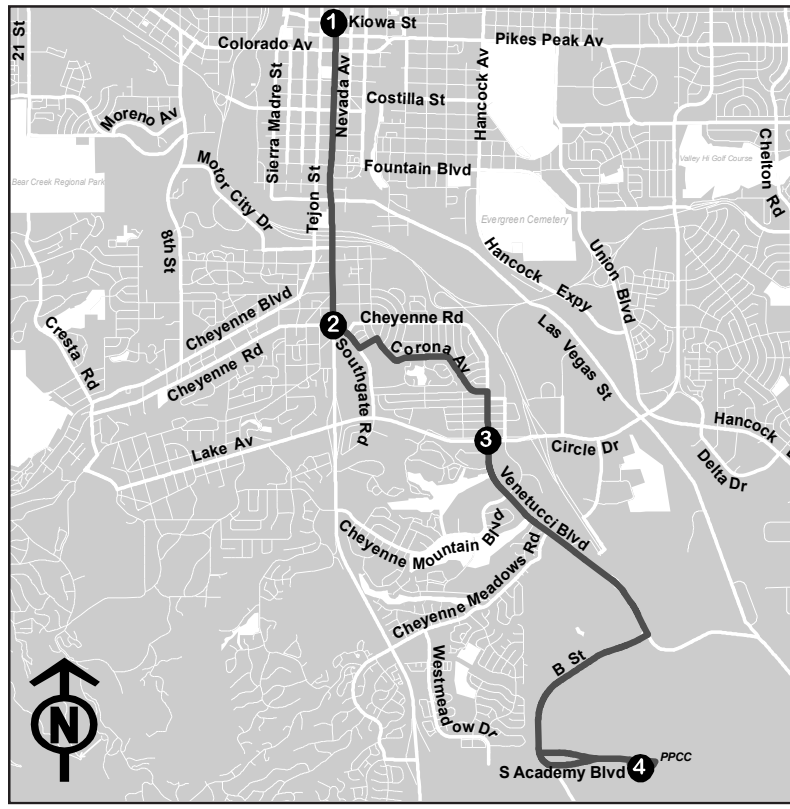 1
Kiowa St
21 St
Colorado Av
Pikes Peak Av
Sierra Madre St
Nevada Av
Hancock Av
Costilla St
Moreno Av
Chelton Rd
Valley Hi Golf Course
Fountain Blvd
Bear Creek Regional Park
Motor City Dr
Tejon St
Evergreen Cemetery
8th St
Union Blvd
Hancock Expy
Cheyenne Blvd
2
Cheyenne Rd
Cresta Rd
Las Vegas St
Corona Av
Cheyenne Rd
Southgate Rd
Hancock
Lake Av
3
Circle Dr
Delta Dr
Venetucci Blvd
Cheyenne Mountain Blvd
Cheyenne Meadows Rd
B St
Westmeadow Dr
N
PPCC
S Academy Blvd
4